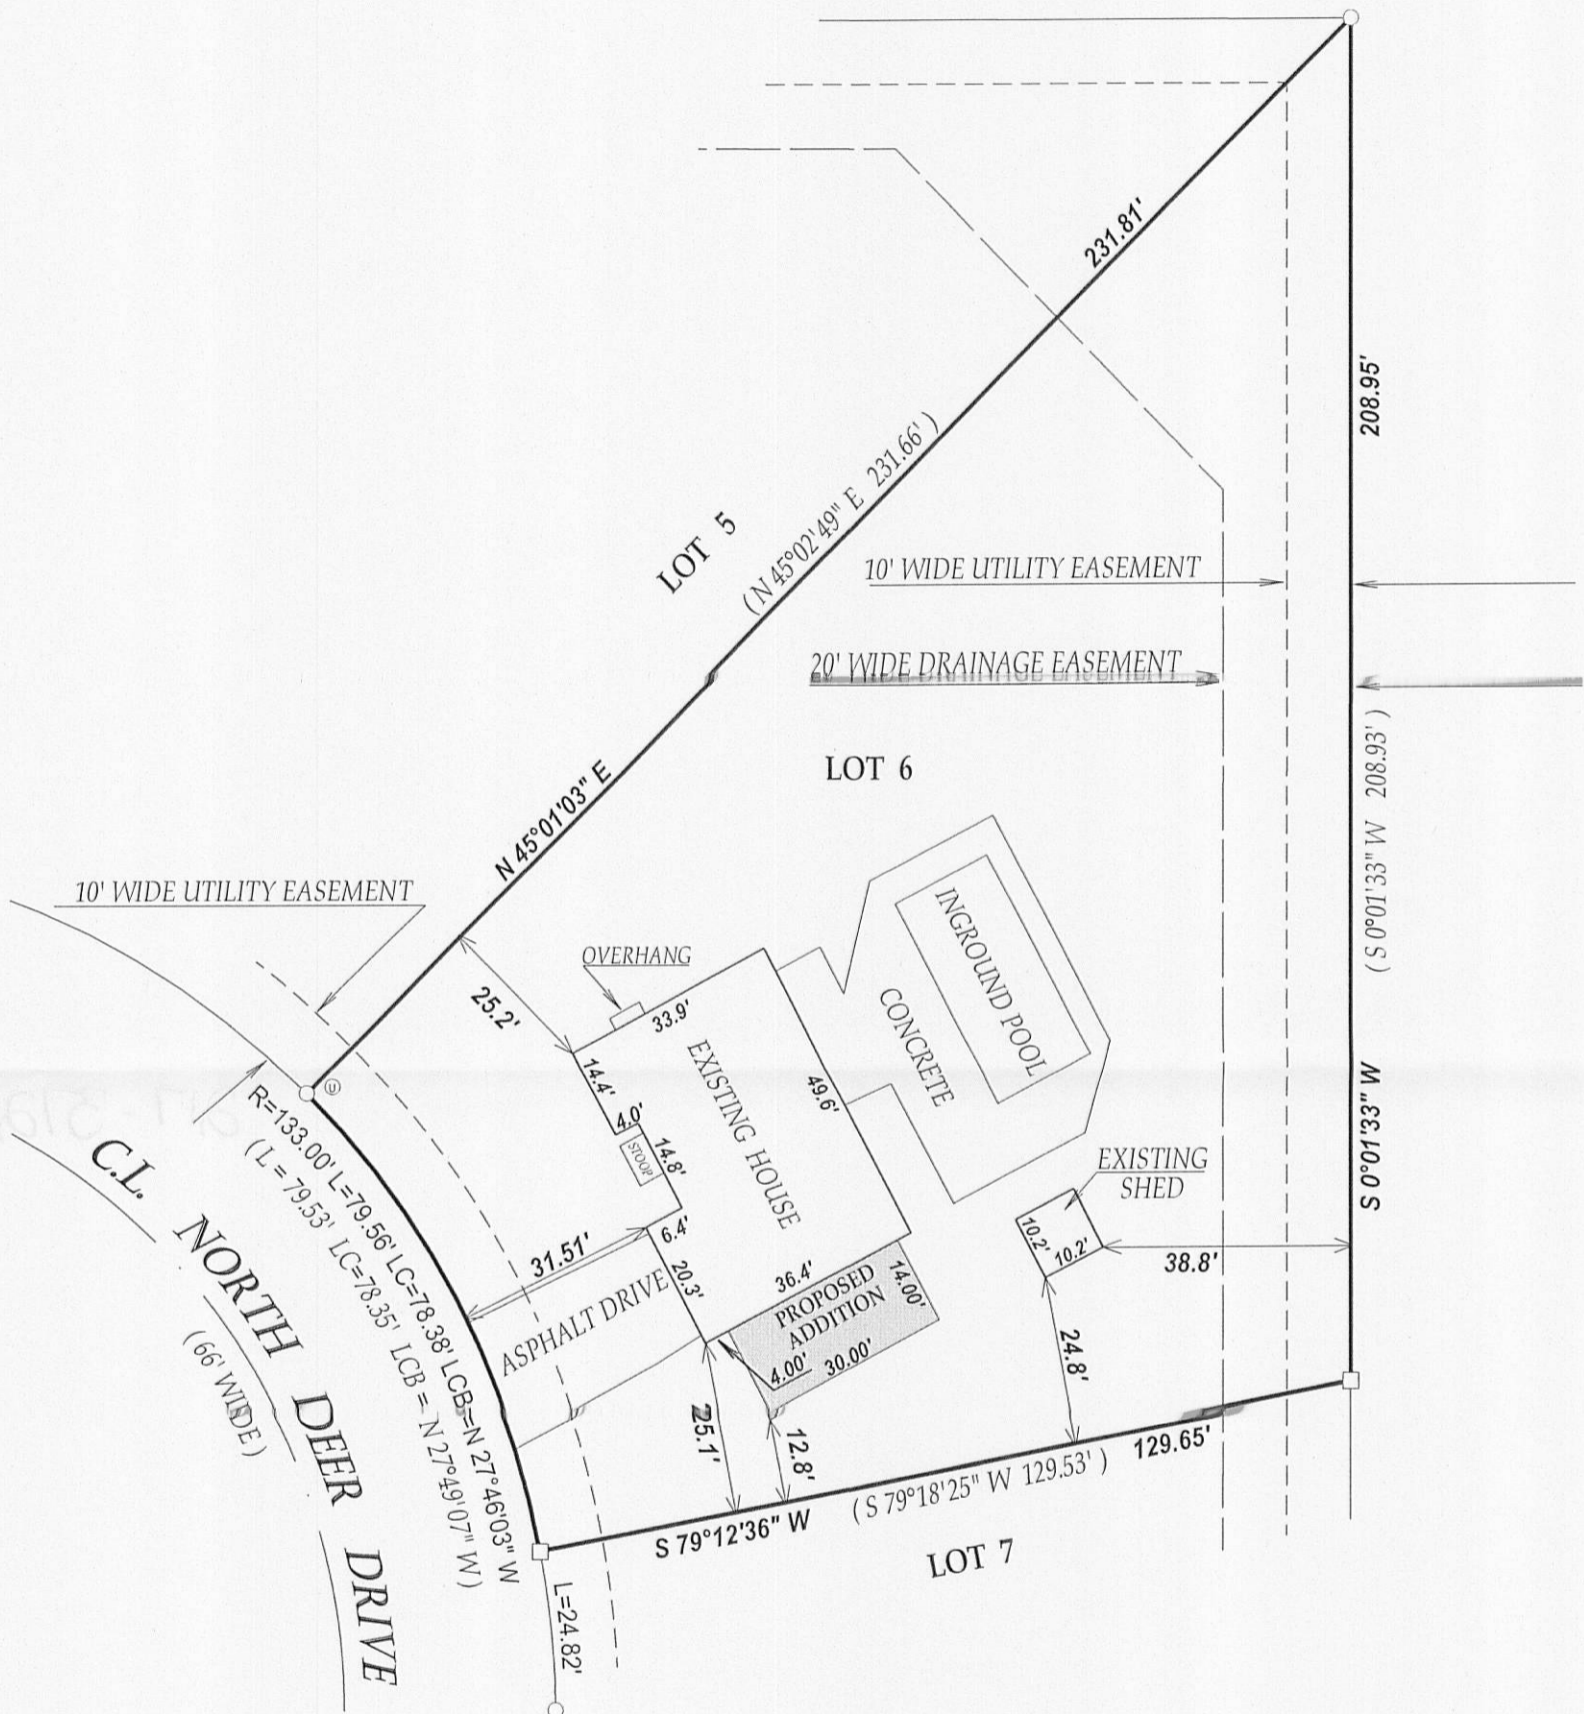 231.81'
208.95'
( N 45°02'49" E 231.66' )
LOT 5
10' WIDE UTILITY EASEMENT
20' WIDE DRAINAGE EASEMENT
( S 0°01'33" W 208.93' )
LOT 6
N 45°01'03" E
10' WIDE UTILITY EASEMENT
OVERHANG
25.2'
33.9'
INGROUND POOL
CONCRETE
EXISTING HOUSE
14.4'
4.0'
STOOP
14.8'
49.6'
S 0°01'33" W
EXISTING
SHED
10.2'
10.2'
38.8'
R=133.00' L=79.56' LC=78.38' LCB=N 27°46'03" W
( L = 79.53' LC=78.35' LCB = N 27°49'07" W )
C.L. NORTH DEER DRIVE
( 66' WIDE )
31.51'
6.4'
20.3'
ASPHALT DRIVE
36.4'
PROPOSED
ADDITION
14.00'
4.00'
30.00'
24.8'
25.1'
12.8'
129.65'
( S 79°18'25" W 129.53' )
S 79°12'36" W
LOT 7
L=24.82'